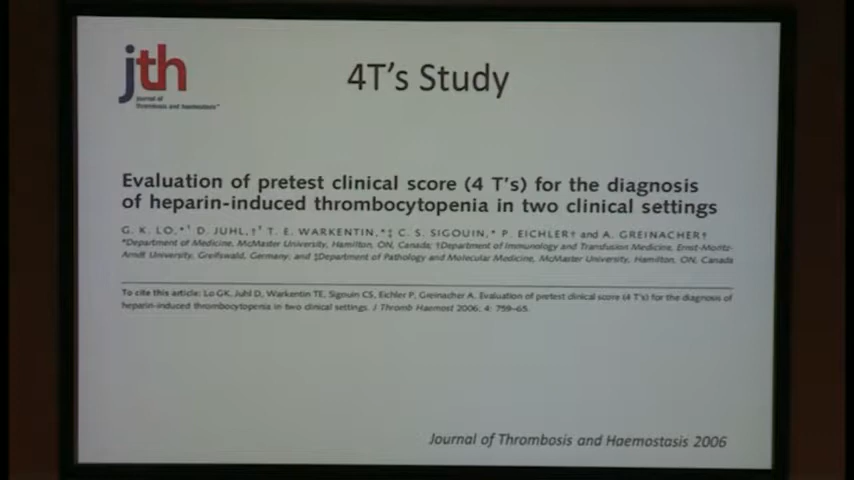 jth
journal of
thrombosis and haemostasis
4T's Study
Evaluation of pretest clinical score (4 T's) for the diagnosis
of heparin-induced thrombocytopenia in two clinical settings
G. K. LO,*† D. JUHL,†† T. E. WARKENTIN,*‡ C. S. SIGOUIN,* P. EICHLER† and A. GREINACHER†
*Department of Medicine, McMaster University, Hamilton, ON, Canada; †Department of Immunology and Transfusion Medicine, Ernst-Moritz-
Arndt University, Greifswald, Germany; and ‡Department of Pathology and Molecular Medicine, McMaster University, Hamilton, ON, Canada
To cite this article: Lo GK, Juhl D, Warkentin TE, Sigouin CS, Eichler P, Greinacher A. Evaluation of pretest clinical score (4 T's) for the diagnosis of
heparin-induced thrombocytopenia in two clinical settings. J Thromb Haemost 2006; 4: 759–65.
Journal of Thrombosis and Haemostasis 2006